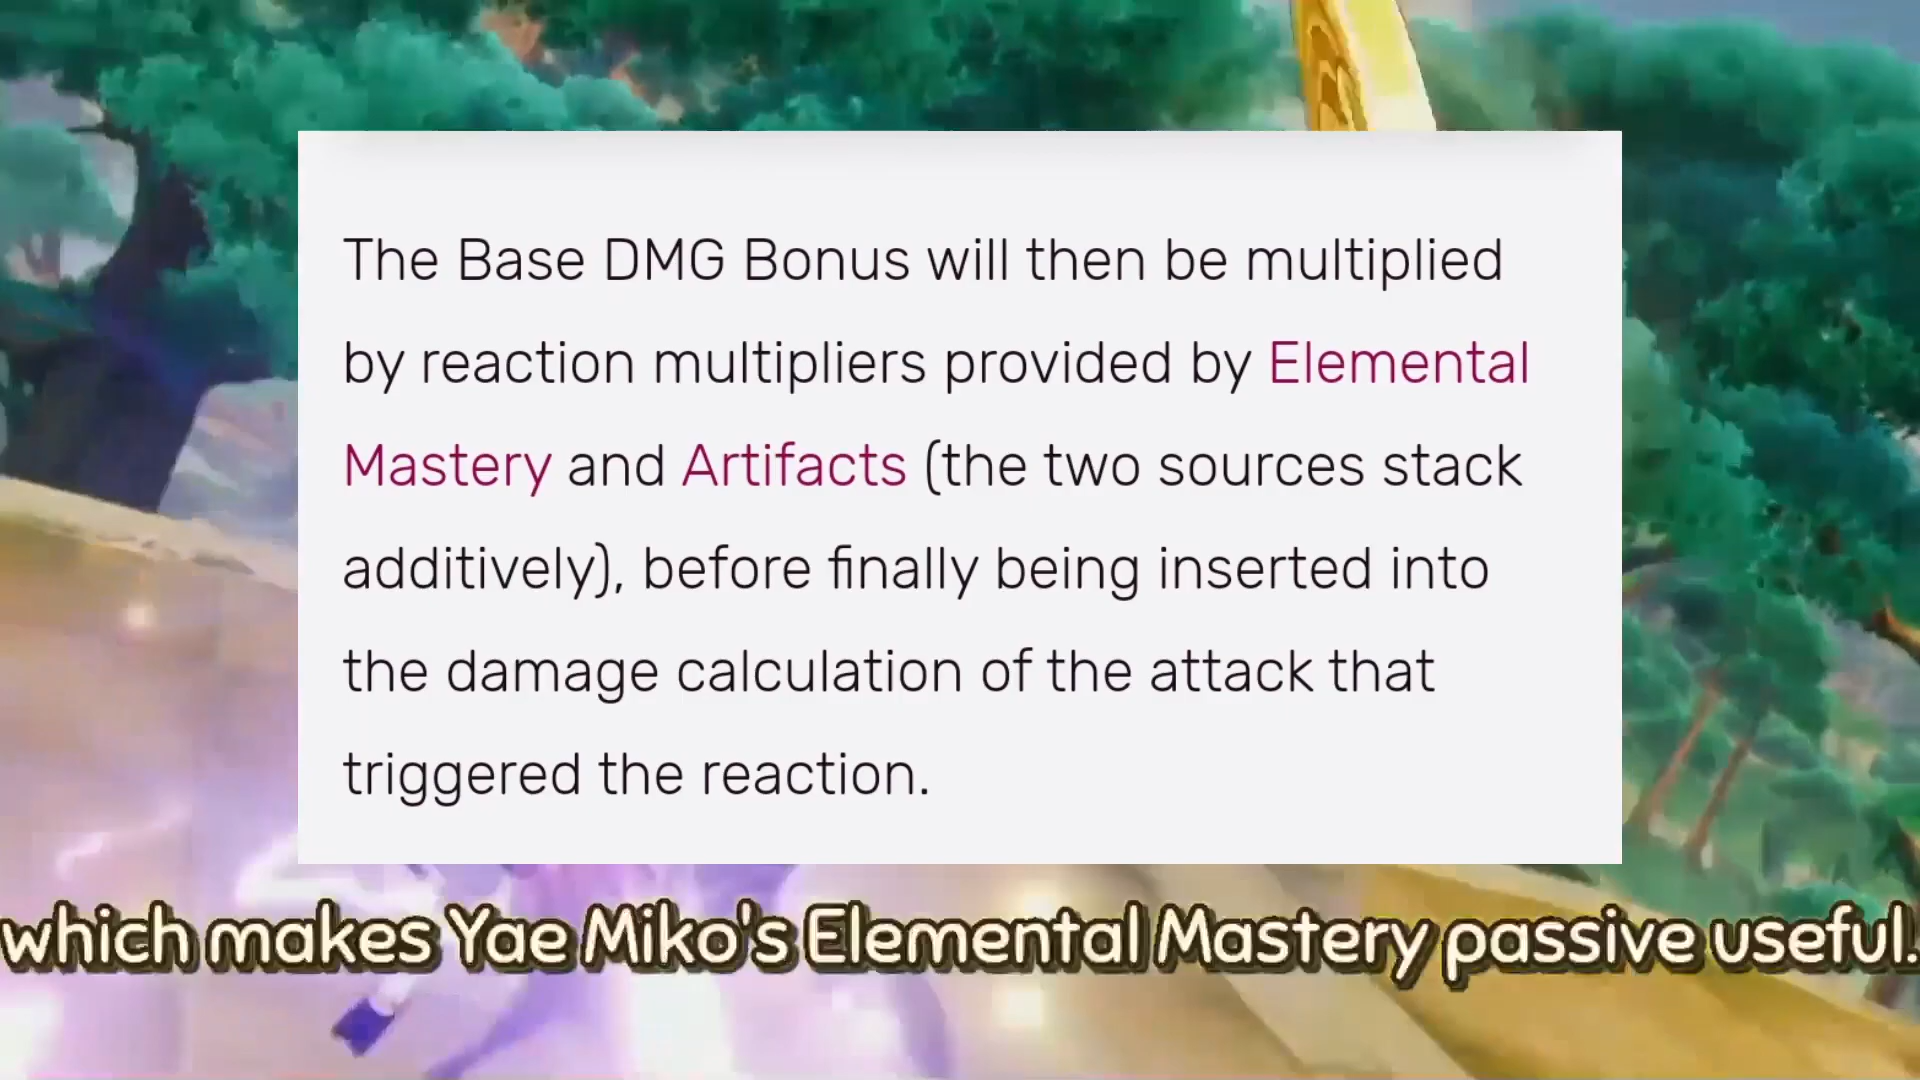 The Base DMG Bonus will then be multiplied
by reaction multipliers provided by Elemental
Mastery and Artifacts (the two sources stack
additively), before finally being inserted into
the damage calculation of the attack that
triggered the reaction.
which makes Yae Miko's Elemental Mastery passive useful.